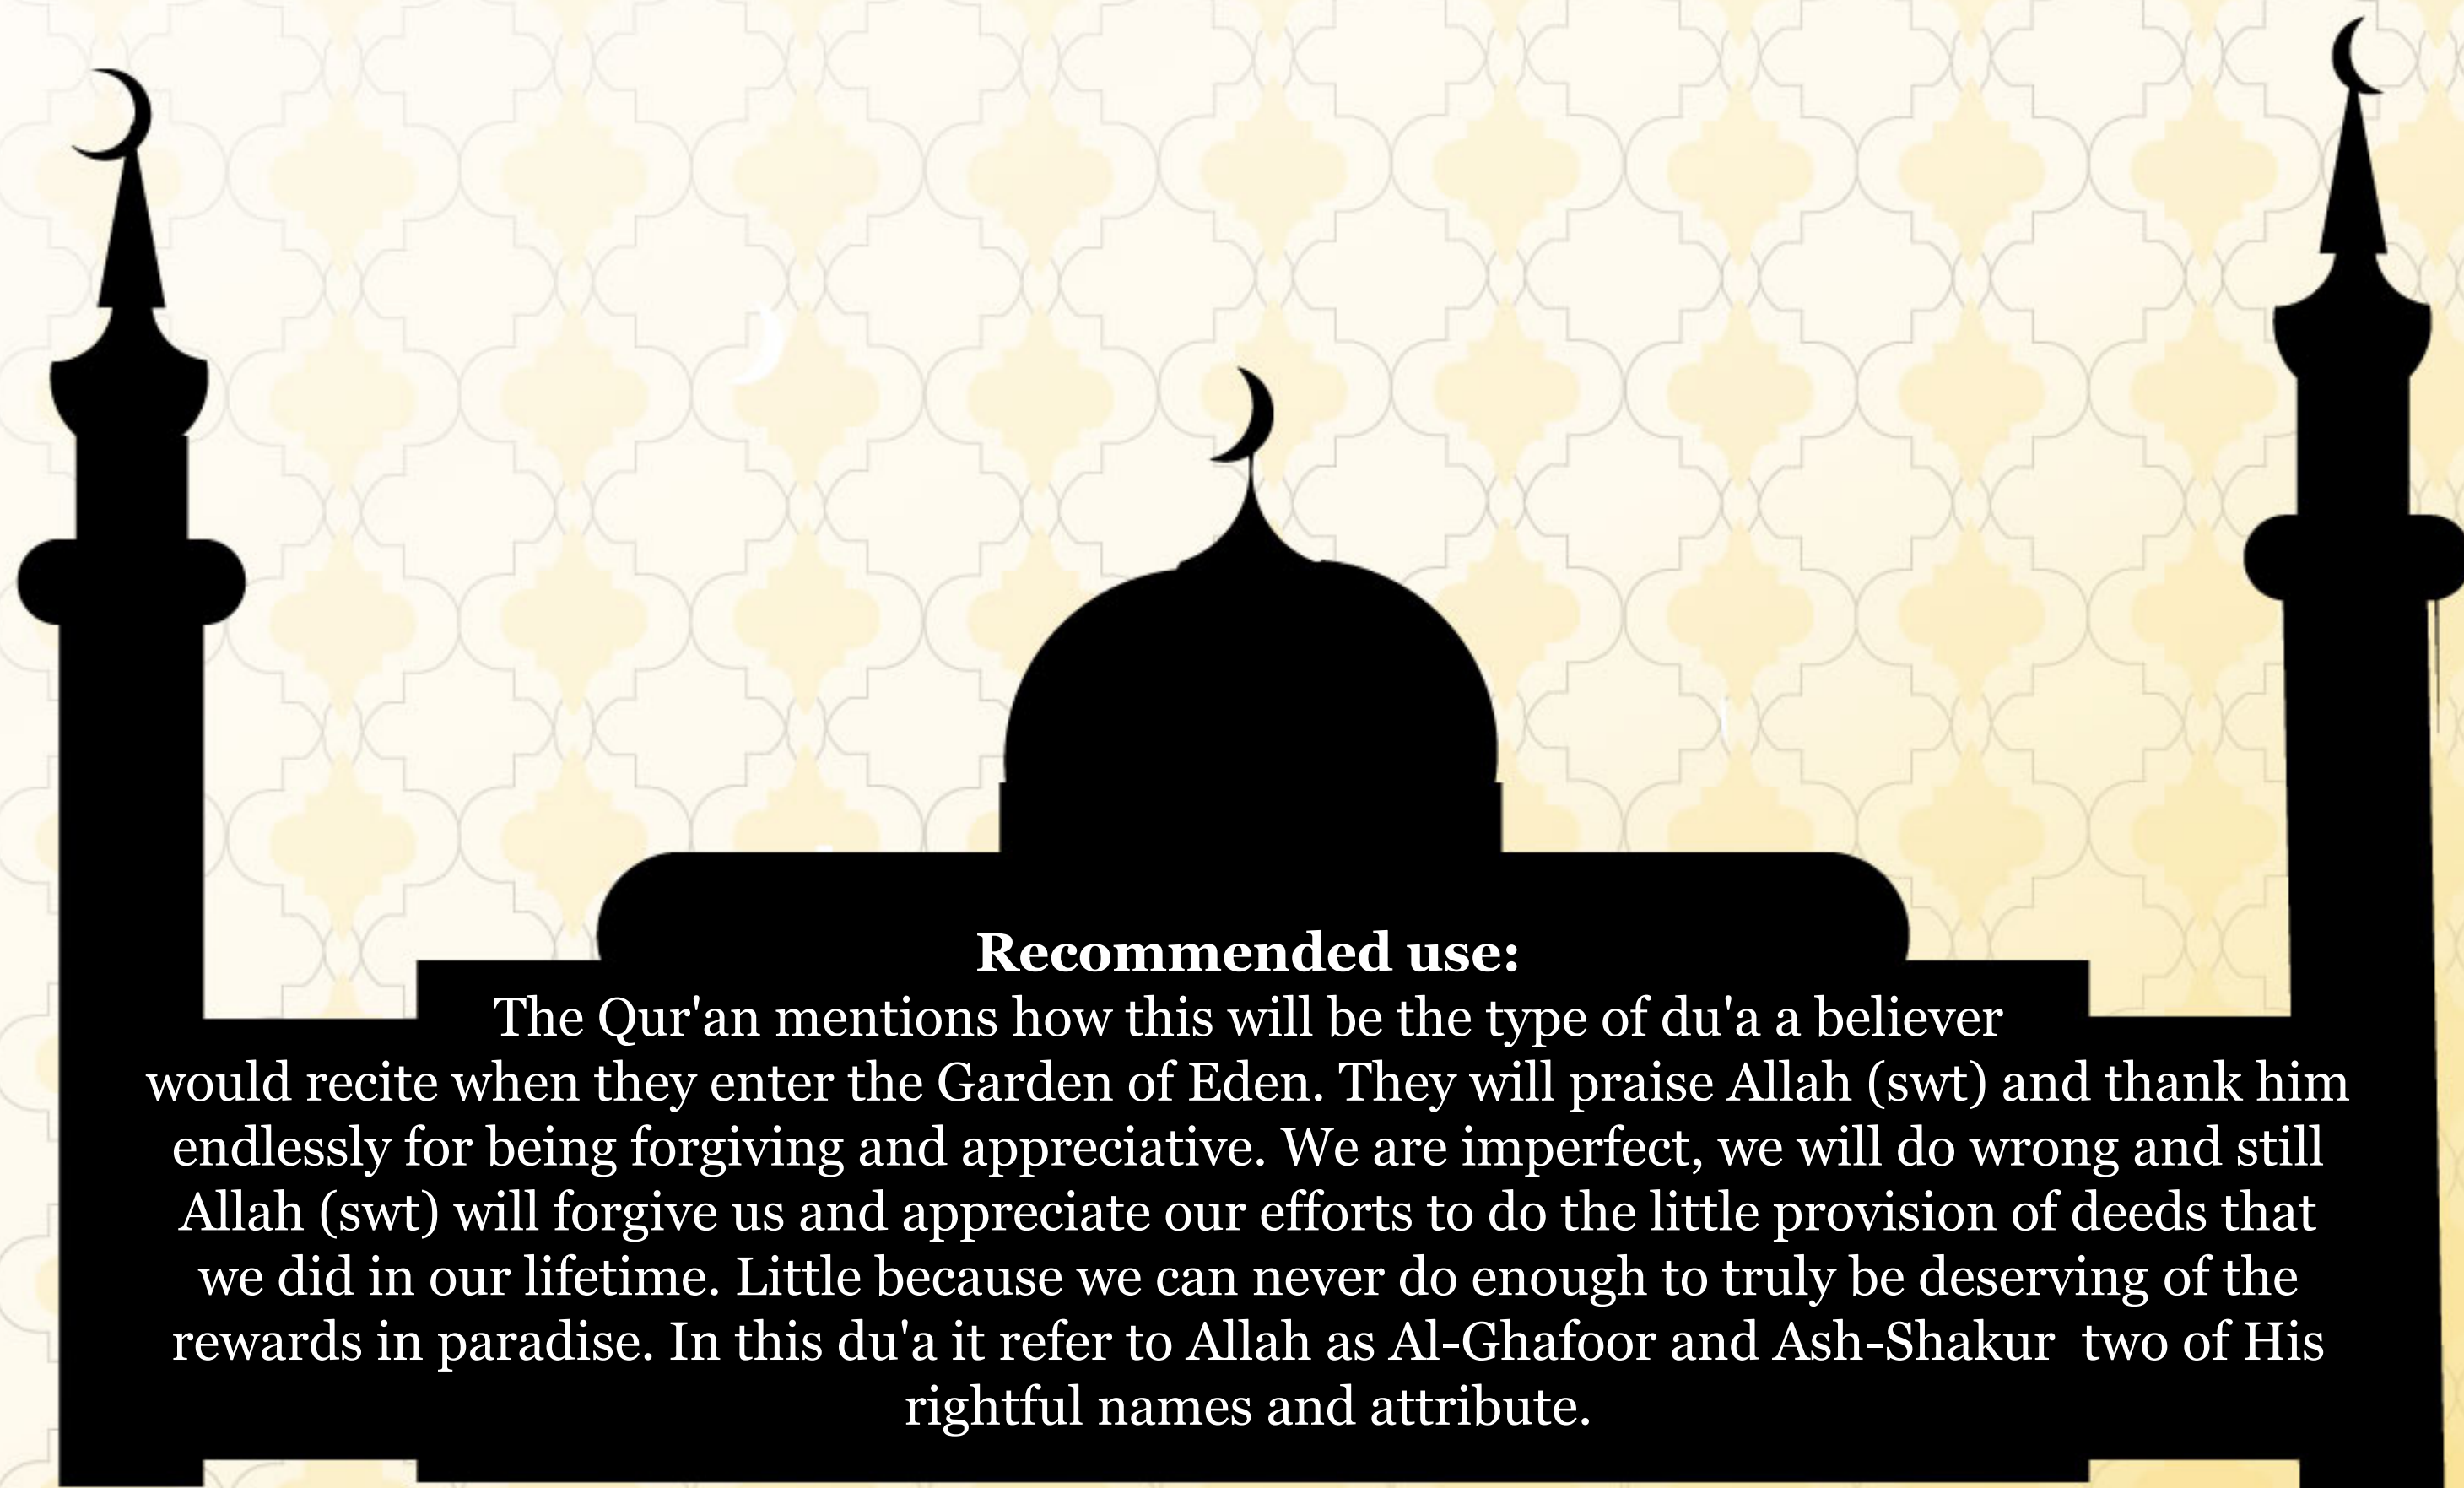 Recommended use:
The Qur'an mentions how this will be the type of du'a a believer
would recite when they enter the Garden of Eden. They will praise Allah (swt) and thank him
endlessly for being forgiving and appreciative. We are imperfect, we will do wrong and still
Allah (swt) will forgive us and appreciate our efforts to do the little provision of deeds that
we did in our lifetime. Little because we can never do enough to truly be deserving of the
rewards in paradise. In this du'a it refer to Allah as Al-Ghafoor and Ash-Shakur  two of His
rightful names and attribute.